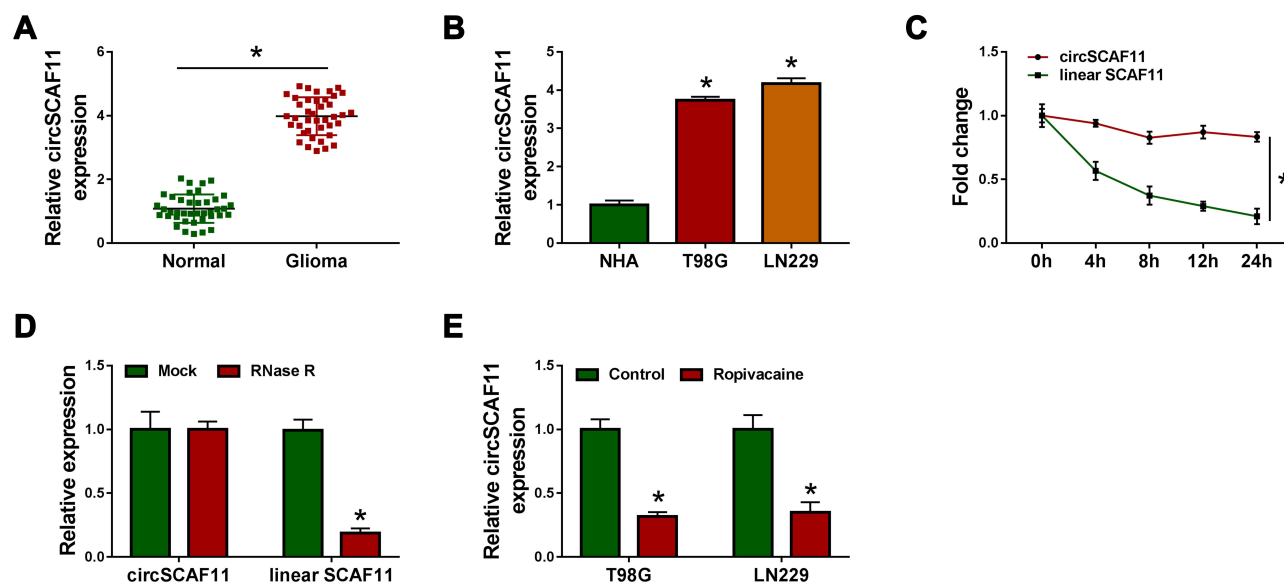 A
Relative circSCAF11
expression
6
4
2
0
*
Normal Glioma
B
Relative circSCAF11
expression
5
4
3
2
1
0
* *
NHA T98G LN229
C
Fold change
1.5
1.0
0.5
0.0
circSCAF11
linear SCAF11
*
0h 4h 8h 12h 24h
D
Relative expression
1.5
1.0
0.5
0.0
Mock RNase R
*
circSCAF11 linear SCAF11
E
Relative circSCAF11
expression
1.5
1.0
0.5
0.0
Control Ropivacaine
* *
T98G LN229